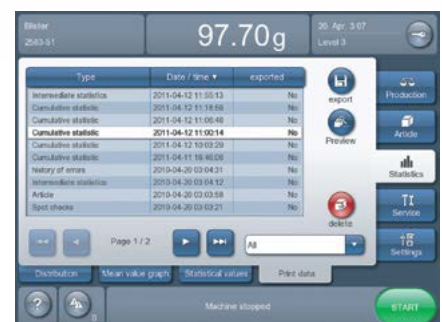 Blister
2583-51
97.70g
20. Apr. 3:07
Level 3
Type Date / time ▼ exported
Intermediate statistics 2011-04-12 11:55:13 No
Cumulative statistic 2011-04-12 11:18:56 No
Cumulative statistic 2011-04-12 11:06:48 No
Cumulative statistic 2011-04-12 11:00:14 No
Cumulative statistic 2011-04-12 10:03:29 No
Cumulative statistic 2011-04-11 18:46:08 No
history of errors 2010-04-20 03:04:31 No
Intermediate statistics 2010-04-20 03:04:12 No
Article 2010-04-20 03:03:58 No
Spot checks 2010-04-20 03:03:21 No
export
Preview
delete
Page 1 / 2
All
Production
Article
Statistics
Service
Settings
Distribution Mean value graph Statistical values Print data
?
0
Machine stopped
START